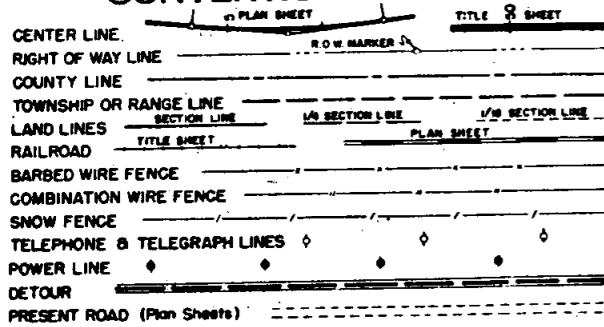 PLAN SHEET TITLE SHEET
CENTER LINE
R.O.W. MARKER
RIGHT OF WAY LINE
COUNTY LINE
TOWNSHIP OR RANGE LINE
SECTION LINE 1/4 SECTION LINE 1/16 SECTION LINE
LAND LINES
TITLE SHEET PLAN SHEET
RAILROAD
BARBED WIRE FENCE
COMBINATION WIRE FENCE
SNOW FENCE
TELEPHONE & TELEGRAPH LINES
POWER LINE
DETOUR
PRESENT ROAD (Plan Sheets)